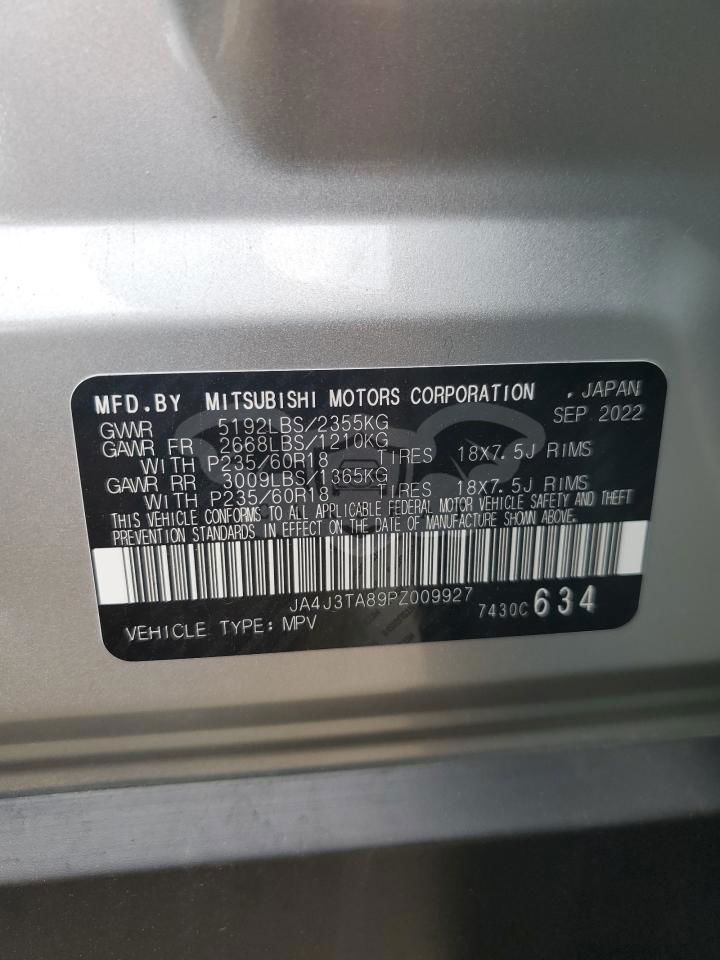 MFD.BY MITSUBISHI MOTORS CORPORATION .JAPAN
GVWR 5192LBS/2355KG SEP 2022
GAWR FR 2668LBS/1210KG
WITH P235/60R18 TIRES 18X7.5J RIMS
GAWR RR 3009LBS/1365KG
WITH P235/60R18 TIRES 18X7.5J RIMS
THIS VEHICLE CONFORMS TO ALL APPLICABLE FEDERAL MOTOR VEHICLE SAFETY AND THEFT
PREVENTION STANDARDS IN EFFECT ON THE DATE OF MANUFACTURE SHOWN ABOVE.
JA4J3TA89PZ009927 7430C 634
VEHICLE TYPE: MPV